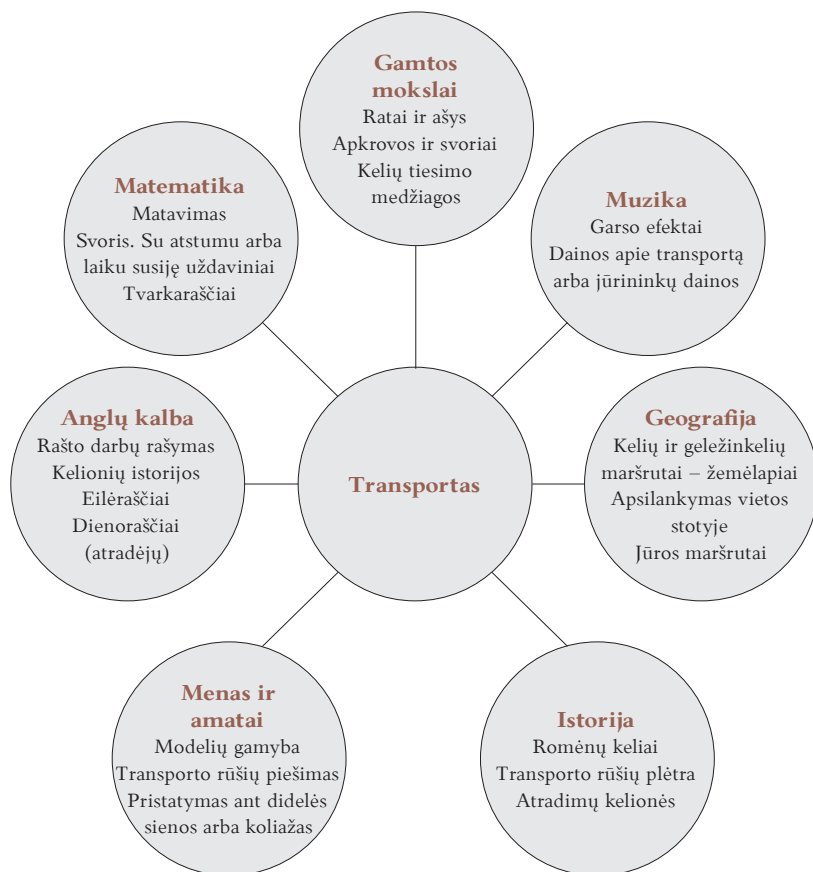 Gamtos
mokslai
Ratai ir ašys
Apkrovos ir svoriai
Kelių tiesimo
medžiagos
Matematika
Matavimas
Svoris. Su atstumu arba
laiku susiję uždaviniai
Tvarkaraščiai
Muzika
Garso efektai
Dainos apie transportą
arba jūrininkų dainos
Anglų kalba
Rašto darbų rašymas
Kelionių istorijos
Eilėraščiai
Dienoraščiai
(atradėjų)
Transportas
Geografija
Kelių ir geležinkelių
maršrutai – žemėlapiai
Apsilankymas vietos
stotyje
Jūros maršrutai
Menas ir
amatai
Modelių gamyba
Transporto rūšių piešimas
Pristatymas ant didelės
sienos arba koliažas
Istorija
Romėnų keliai
Transporto rūšių plėtra
Atradimų kelionės